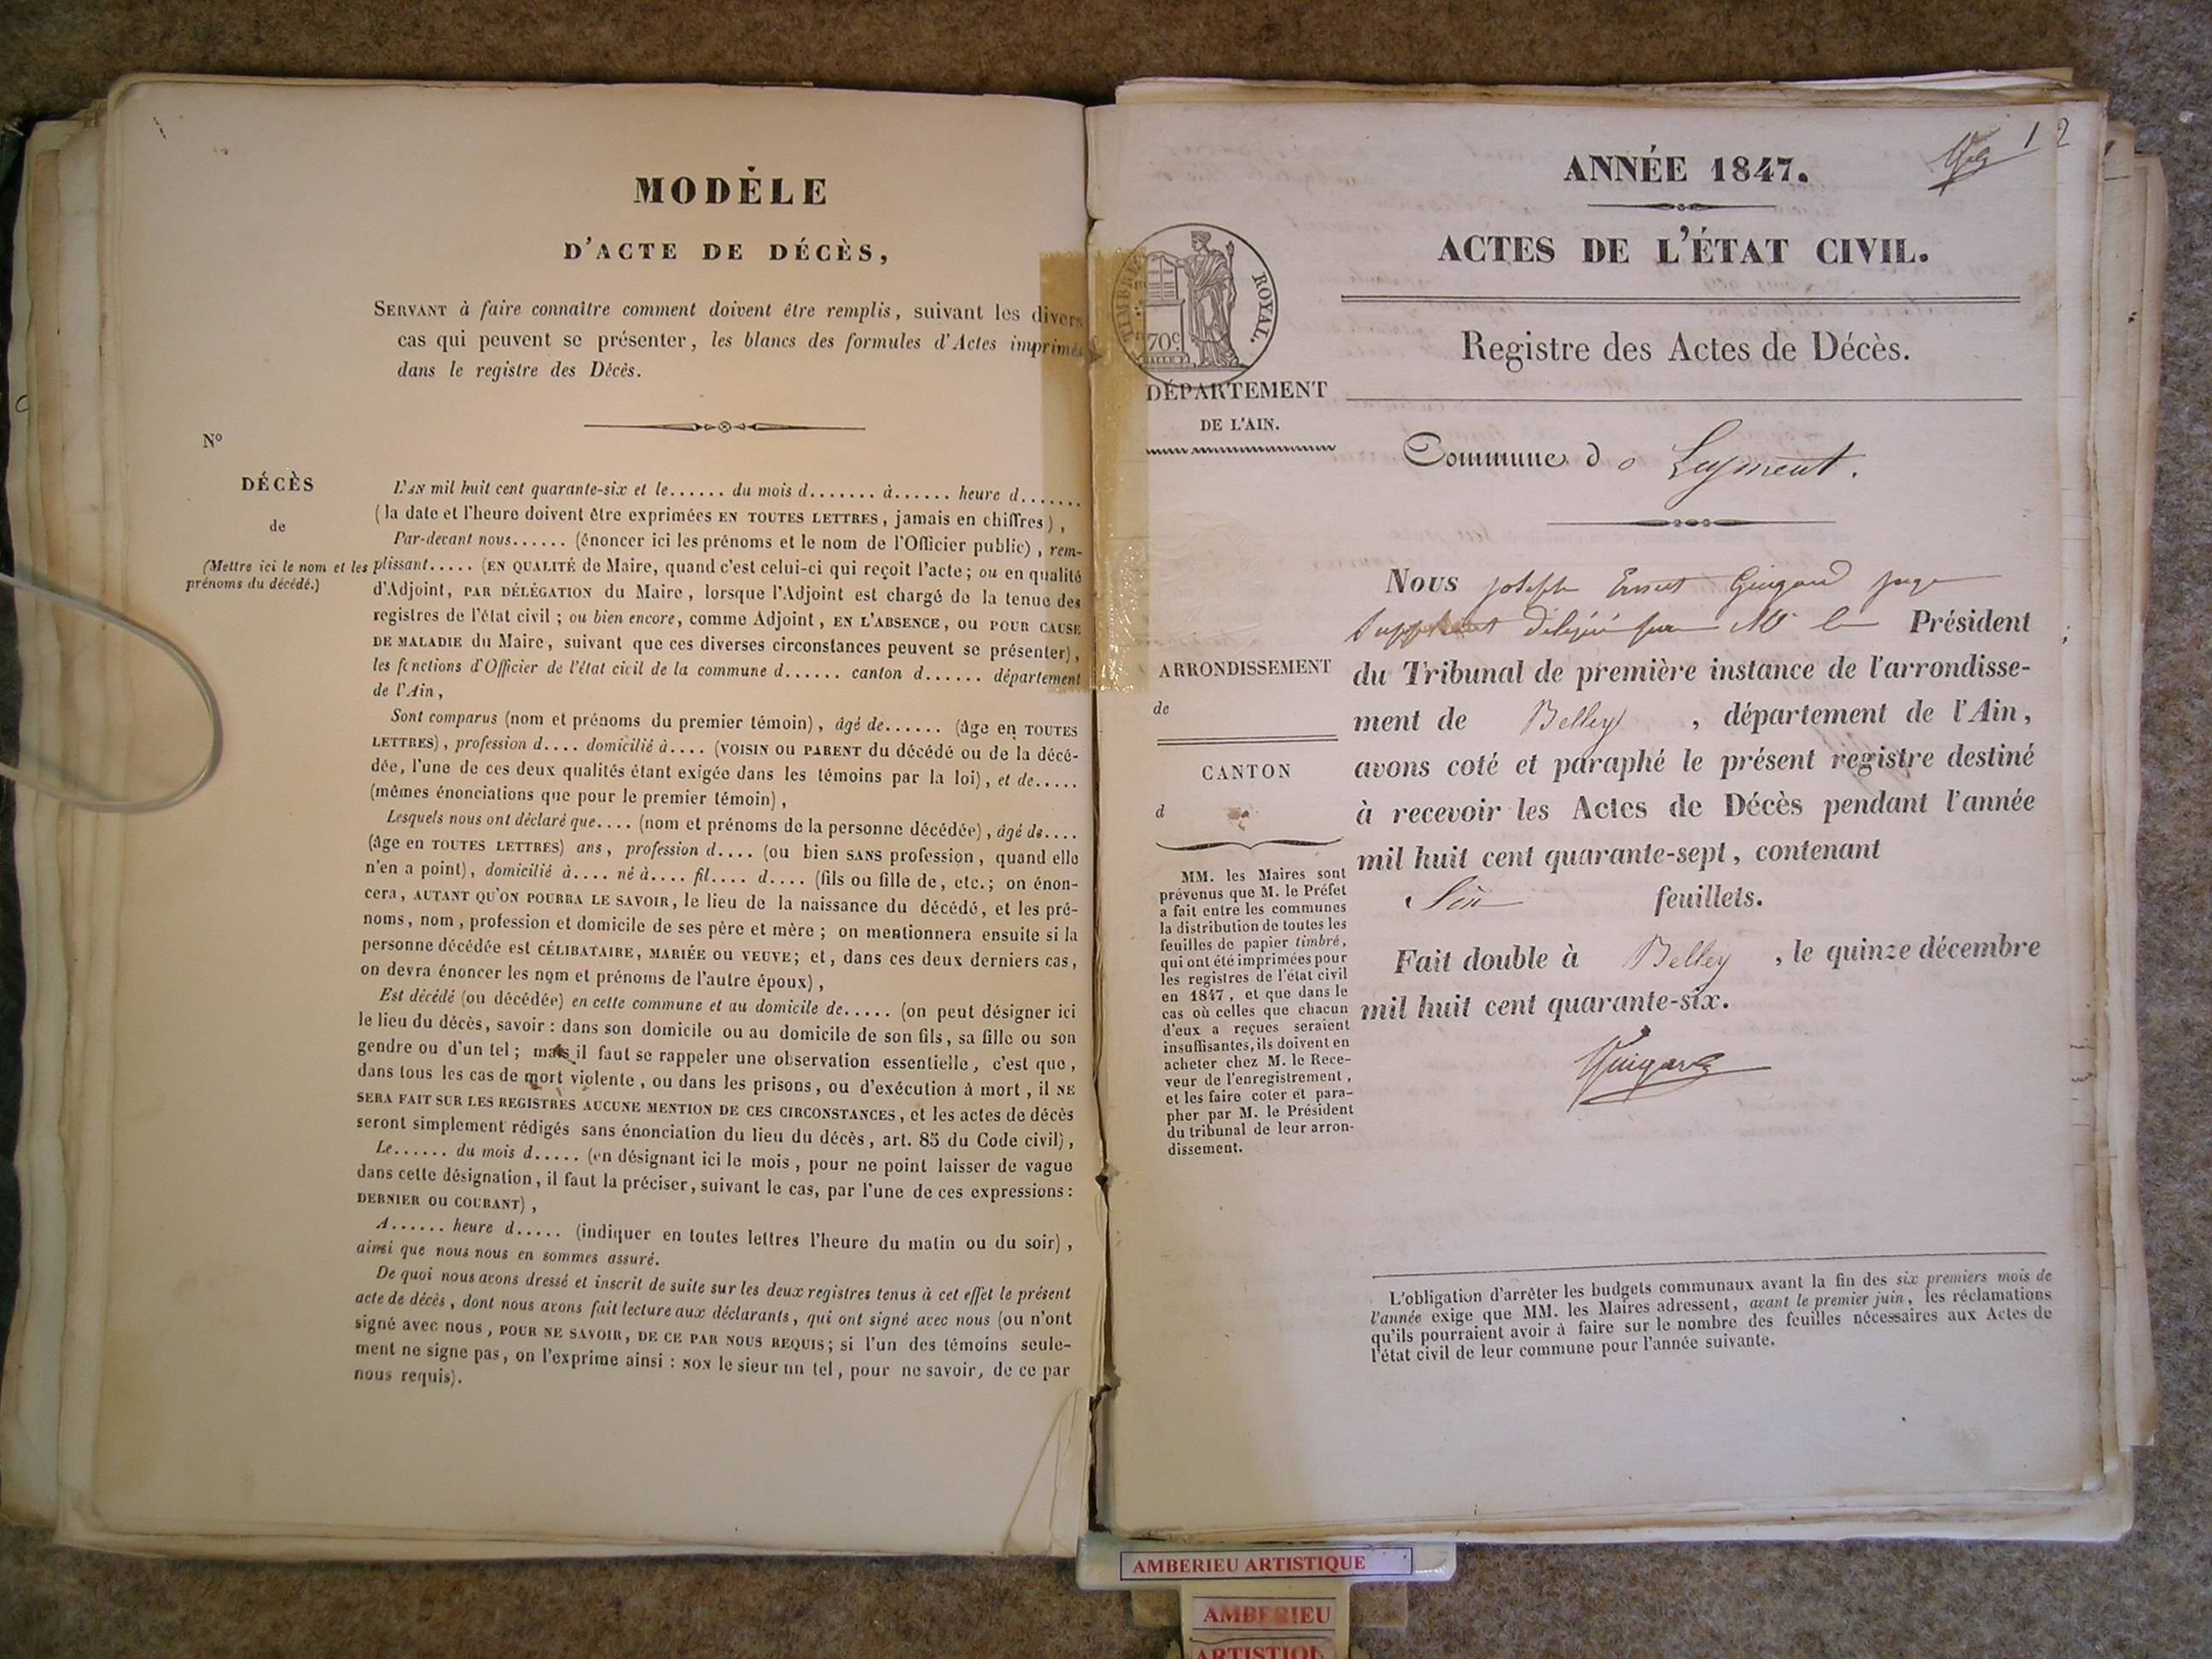 MODÈLE
D'ACTE DE DÉCÈS,
SERVANT à faire connaître comment doivent être remplis, suivant les divers
cas qui peuvent se présenter, les blancs des formules d'Actes imprimés
dans le registre des Décès.
N°
DÉCÈS
de
(Mettre ici le nom et les
prénoms du décédé.)
L'AN mil huit cent quarante-six et le...... du mois d....... à...... heure d.......
(la date et l'heure doivent être exprimées EN TOUTES LETTRES, jamais en chiffres),
Par-devant nous...... (énoncer ici les prénoms et le nom de l'Officier public), rem-
plissant..... (EN QUALITÉ de Maire, quand c'est celui-ci qui reçoit l'acte; ou en qualité
d'Adjoint, PAR DÉLÉGATION du Maire, lorsque l'Adjoint est chargé de la tenue des
registres de l'état civil; ou bien encore, comme Adjoint, EN L'ABSENCE, OU POUR CAUSE
DE MALADIE du Maire, suivant que ces diverses circonstances peuvent se présenter),
les fonctions d'Officier de l'état civil de la commune d...... canton d...... département
de l'Ain,
Sont comparus (nom et prénoms du premier témoin), âgé de...... (âge en TOUTES
LETTRES), profession d.... domicilié à.... (VOISIN OU PARENT du décédé ou de la décé-
dée, l'une de ces deux qualités étant exigée dans les témoins par la loi), et de.....
(mêmes énonciations que pour le premier témoin),
Lesquels nous ont déclaré que.... (nom et prénoms de la personne décédée), âgé de....
(âge en TOUTES LETTRES) ans, profession d.... (ou bien SANS profession, quand elle
n'en a point), domicilié à.... né à.... fil.... d.... (fils ou fille de, etc.; on énon-
cera, AUTANT QU'ON POURRA LE SAVOIR, le lieu de la naissance du décédé, et les pré-
noms, nom, profession et domicile de ses père et mère; on mentionnera ensuite si la
personne décédée est CÉLIBATAIRE, MARIÉE OU VEUVE; et, dans ces deux derniers cas,
on devra énoncer les nom et prénoms de l'autre époux),
Est décédé (ou décédée) en cette commune et au domicile de..... (on peut désigner ici
le lieu du décès, savoir: dans son domicile ou au domicile de son fils, sa fille ou son
gendre ou d'un tel; mais il faut se rappeler une observation essentielle, c'est que,
dans tous les cas de mort violente, ou dans les prisons, ou d'exécution à mort, il NE
SERA FAIT SUR LES REGISTRES AUCUNE MENTION DE CES CIRCONSTANCES, et les actes de décès
seront simplement rédigés sans énonciation du lieu du décès, art. 85 du Code civil),
Le...... du mois d..... (en désignant ici le mois, pour ne point laisser de vague
dans cette désignation, il faut la préciser, suivant le cas, par l'une de ces expressions:
DERNIER OU COURANT),
A...... heure d..... (indiquer en toutes lettres l'heure du matin ou du soir),
ainsi que nous nous en sommes assuré.
De quoi nous avons dressé et inscrit de suite sur les deux registres tenus à cet effet le présent
acte de décès, dont nous avons fait lecture aux déclarants, qui ont signé avec nous (ou n'ont
signé avec nous, POUR NE SAVOIR, DE CE PAR NOUS REQUIS; si l'un des témoins seule-
ment ne signe pas, on l'exprime ainsi: NON le sieur un tel, pour ne savoir, de ce par
nous requis).
1 2
ANNÉE 1847.
ACTES DE L'ÉTAT CIVIL.
Registre des Actes de Décès.
TIMBRE ROYAL.
70c
DÉPARTEMENT
DE L'AIN.
Commune de Leyment.
ARRONDISSEMENT
de
CANTON
d
MM. les Maires sont
prévenus que M. le Préfet
a fait entre les communes
la distribution de toutes les
feuilles de papier timbré,
qui ont été imprimées pour
les registres de l'état civil
en 1847, et que dans le
cas où celles que chacun
d'eux a reçues seraient
insuffisantes, ils doivent en
acheter chez M. le Rece-
veur de l'enregistrement,
et les faire coter et para-
pher par M. le Président
du tribunal de leur arron-
dissement.
Nous joseph Ernest Guigard juge
suppléant délégué par Mr le Président
du Tribunal de première instance de l'arrondisse-
ment de Belley, département de l'Ain,
avons coté et paraphé le présent registre destiné
à recevoir les Actes de Décès pendant l'année
mil huit cent quarante-sept, contenant
Six feuillets.
Fait double à Belley, le quinze décembre
mil huit cent quarante-six.
Guigard
L'obligation d'arrêter les budgets communaux avant la fin des six premiers mois de
l'année exige que MM. les Maires adressent, avant le premier juin, les réclamations
qu'ils pourraient avoir à faire sur le nombre des feuilles nécessaires aux Actes de
l'état civil de leur commune pour l'année suivante.
AMBERIEU ARTISTIQUE
AMBERIEU